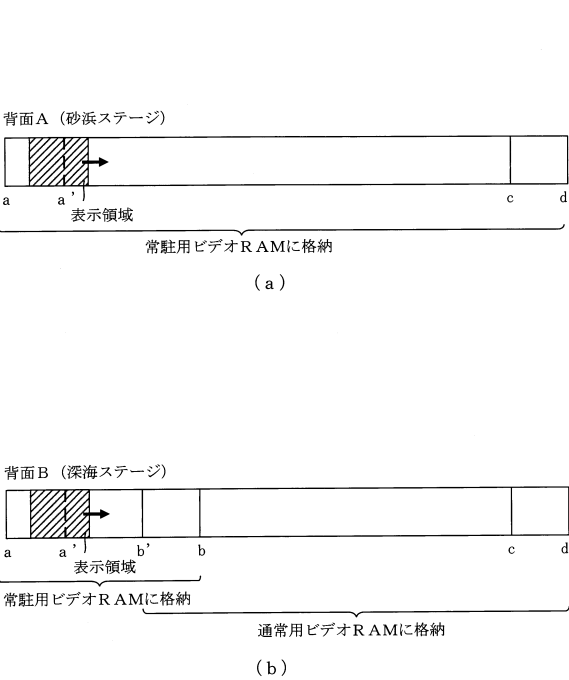 背面A（砂浜ステージ）
a a' c d
表示領域
常駐用ビデオRAMに格納
（a）
背面B（深海ステージ）
a a' b' b c d
表示領域
常駐用ビデオRAMに格納
通常用ビデオRAMに格納
（b）